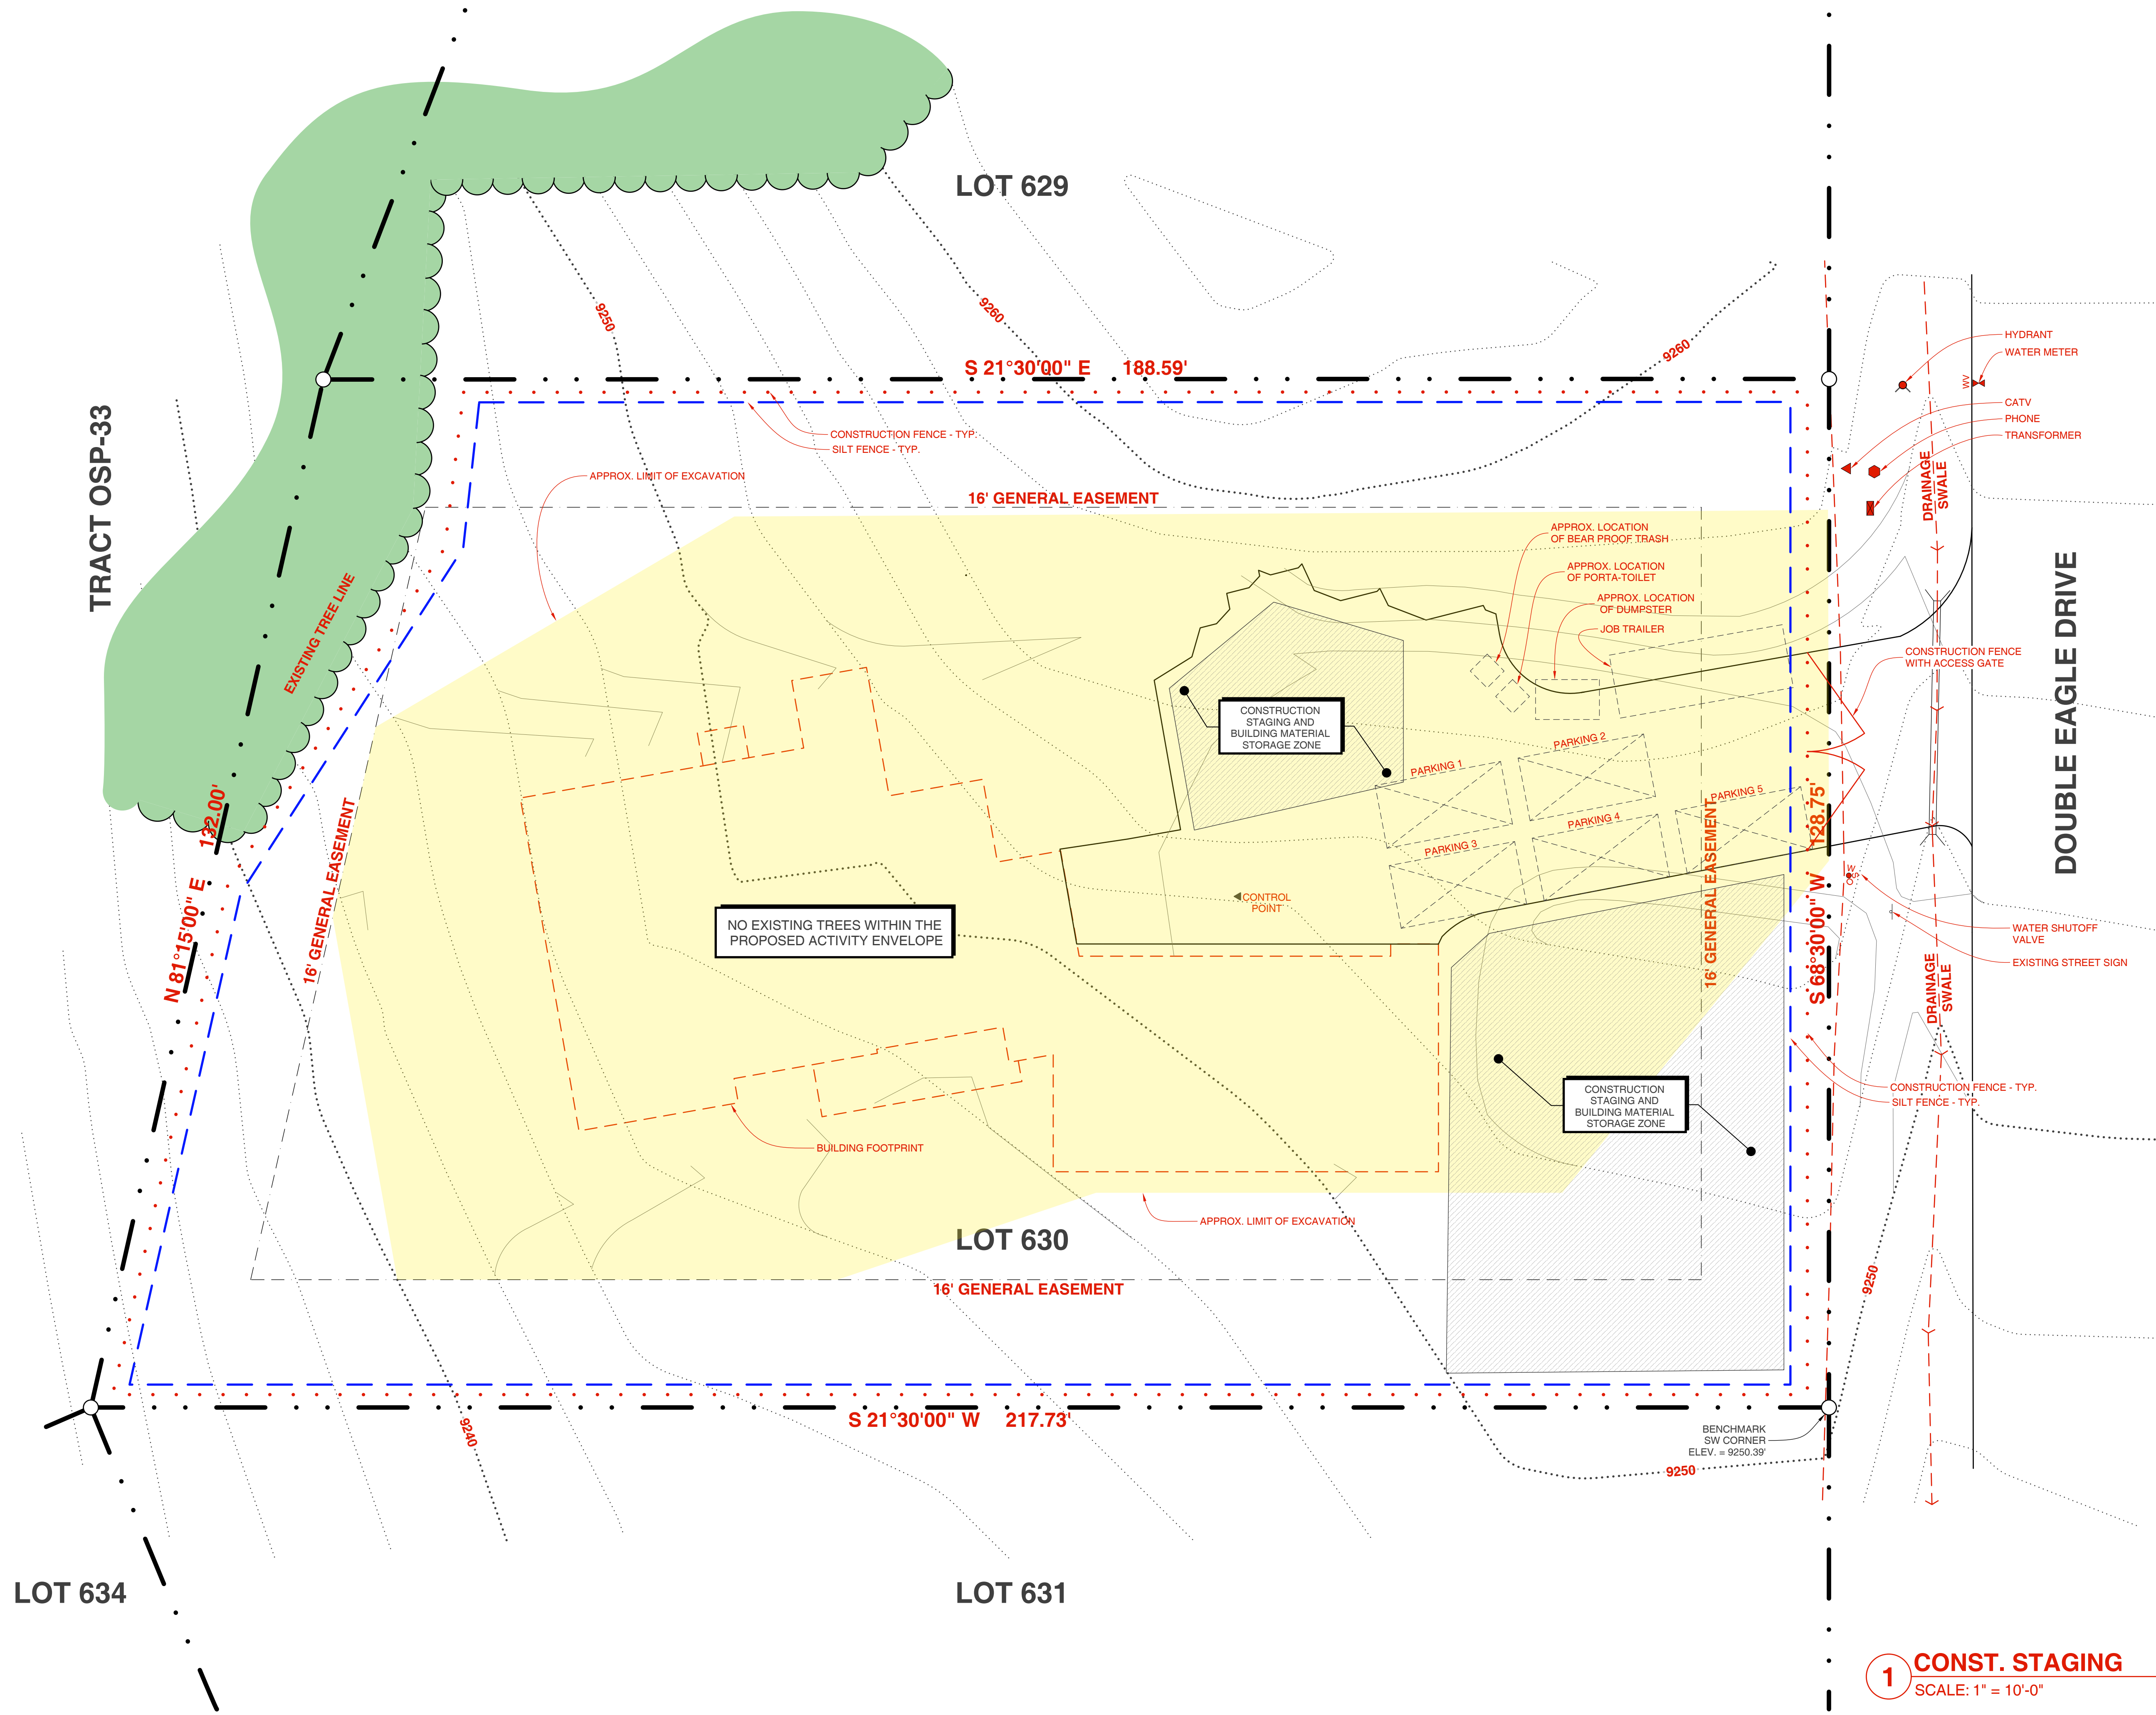 LOT 629
9250
9260
9260
HYDRANT
WATER METER
WV
S 21°30'00" E 188.59'
CATV
PHONE
TRANSFORMER
CONSTRUCTION FENCE - TYP.
SILT FENCE - TYP.
APPROX. LIMIT OF EXCAVATION
16' GENERAL EASEMENT
DRAINAGE
SWALE
TRACT OSP-33
EXISTING TREE LINE
APPROX. LOCATION
OF BEAR PROOF TRASH
APPROX. LOCATION
OF PORTA-TOILET
APPROX. LOCATION
OF DUMPSTER
JOB TRAILER
CONSTRUCTION FENCE
WITH ACCESS GATE
DOUBLE EAGLE DRIVE
CONSTRUCTION
STAGING AND
BUILDING MATERIAL
STORAGE ZONE
PARKING 1
PARKING 2
PARKING 3
PARKING 4
PARKING 5
N 81°15'00" E 132.00'
16' GENERAL EASEMENT
16' GENERAL EASEMENT
S 68°30'00" W 128.75'
WSO
CONTROL
POINT
NO EXISTING TREES WITHIN THE
PROPOSED ACTIVITY ENVELOPE
WATER SHUTOFF
VALVE
EXISTING STREET SIGN
DRAINAGE
SWALE
CONSTRUCTION
STAGING AND
BUILDING MATERIAL
STORAGE ZONE
CONSTRUCTION FENCE - TYP.
SILT FENCE - TYP.
BUILDING FOOTPRINT
APPROX. LIMIT OF EXCAVATION
LOT 630
16' GENERAL EASEMENT
9250
S 21°30'00" W 217.73'
9240
BENCHMARK
SW CORNER
ELEV. = 9250.39'
9250
LOT 634
LOT 631
1
CONST. STAGING
SCALE: 1" = 10'-0"